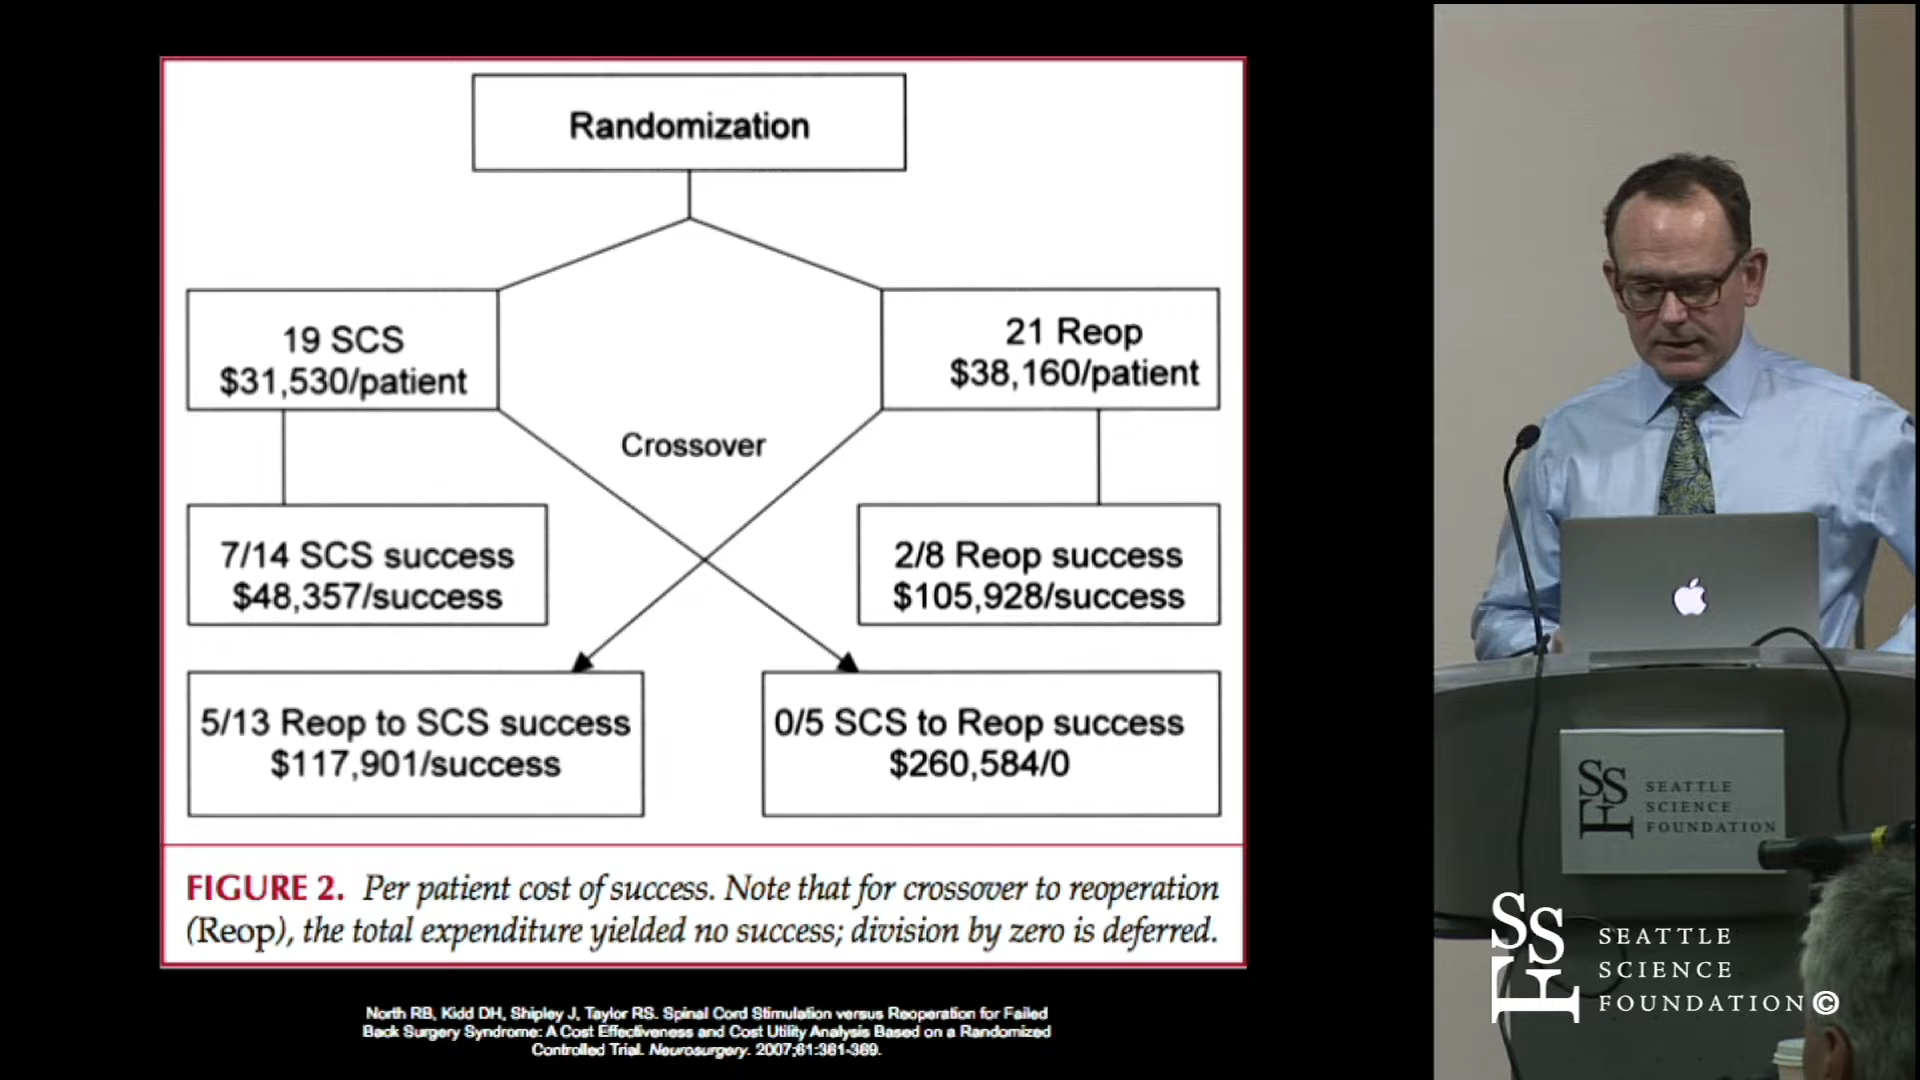 Randomization
19 SCS
$31,530/patient
21 Reop
$38,160/patient
Crossover
7/14 SCS success
$48,357/success
2/8 Reop success
$105,928/success
5/13 Reop to SCS success
$117,901/success
0/5 SCS to Reop success
$260,584/0
FIGURE 2. Per patient cost of success. Note that for crossover to reoperation
(Reop), the total expenditure yielded no success; division by zero is deferred.
North RB, Kidd DH, Shipley J, Taylor RS. Spinal Cord Stimulation versus Reoperation for Failed
Back Surgery Syndrome: A Cost Effectiveness and Cost Utility Analysis Based on a Randomized
Controlled Trial. Neurosurgery. 2007;61:361-369.
SSF
SEATTLE
SCIENCE
FOUNDATION
SSF
SEATTLE
SCIENCE
FOUNDATION©